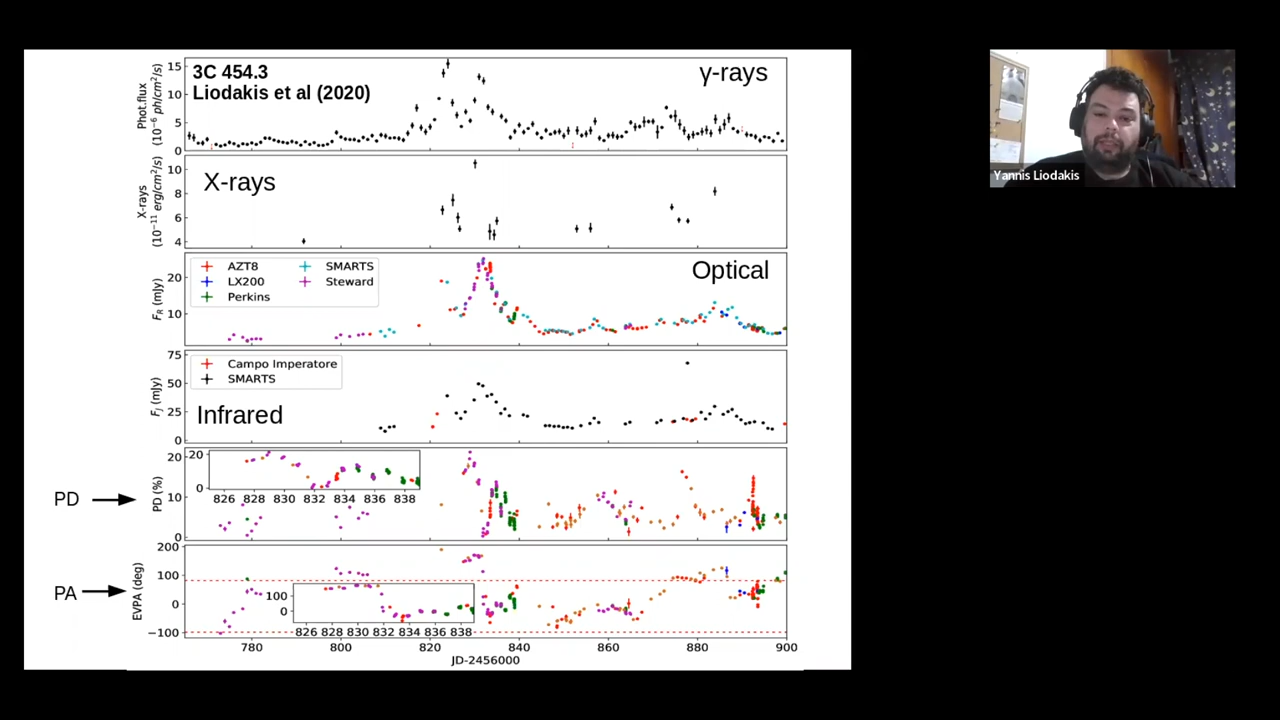 3C 454.3
Liodakis et al (2020)
γ-rays
Phot.flux
(10⁻⁶ ph/cm²/s)
15
10
5
0
X-rays
X-rays
(10⁻¹¹ erg/cm²/s)
10
8
6
4
Optical
AZT8
LX200
Perkins
SMARTS
Steward
F_R (mJy)
20
10
Campo Imperatore
SMARTS
Infrared
F_J (mJy)
75
50
25
0
PD
PD (%)
20
10
0
20
0
826 828 830 832 834 836 838
PA
EVPA (deg)
200
100
0
−100
100
0
826 828 830 832 834 836 838
780 800 820 840 860 880 900
JD-2456000
Yannis Liodakis